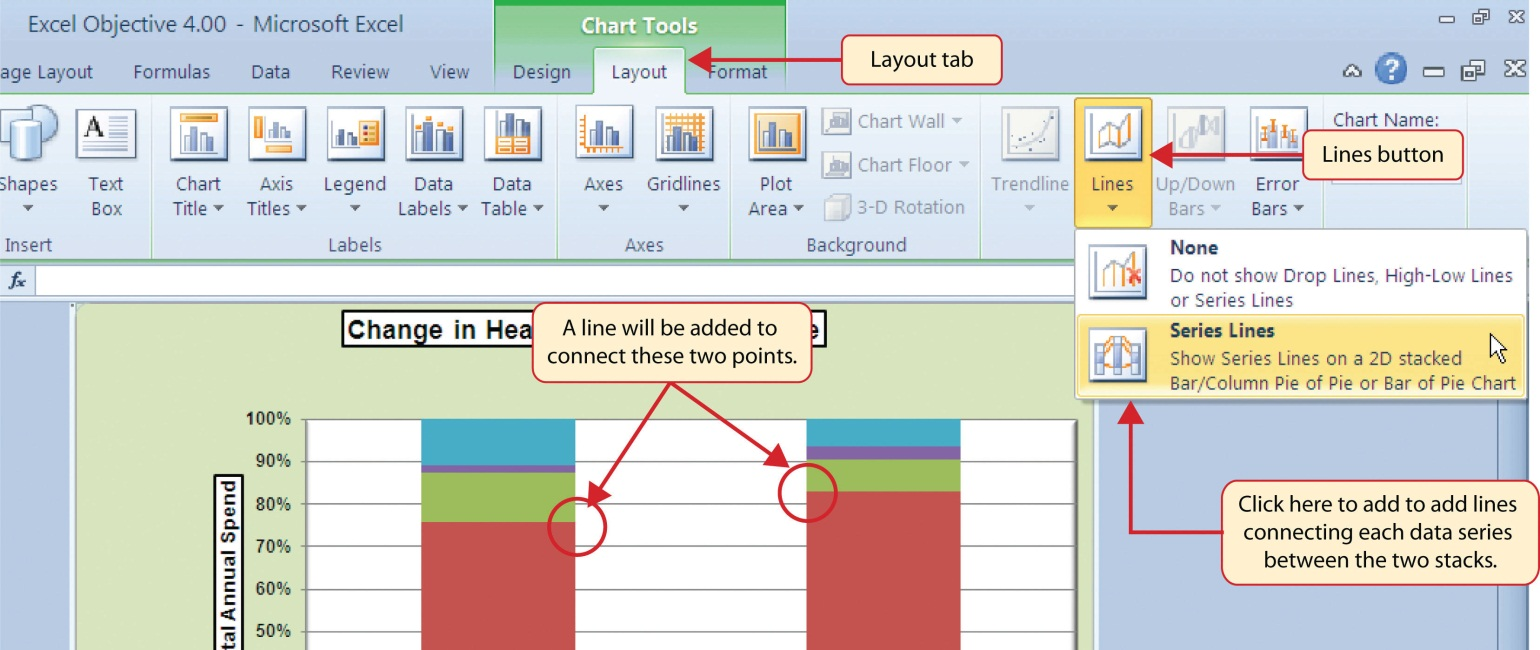 Excel Objective 4.00 - Microsoft Excel
Chart Tools
age Layout Formulas Data Review View Design Layout Format
Layout tab
Shapes
Text
Box
Insert
Chart
Title
Axis
Titles
Legend
Data
Labels
Data
Table
Labels
Axes
Gridlines
Axes
Plot
Area
Chart Wall
Chart Floor
3-D Rotation
Background
Trendline
Lines
Up/Down
Bars
Error
Bars
Chart Name:
Lines button
None
Do not show Drop Lines, High-Low Lines
or Series Lines
Series Lines
Show Series Lines on a 2D stacked
Bar/Column Pie of Pie or Bar of Pie Chart
fx
Change in Hea e
A line will be added to
connect these two points.
100%
90%
80%
70%
60%
50%
tal Annual Spend
Click here to add to add lines
connecting each data series
between the two stacks.